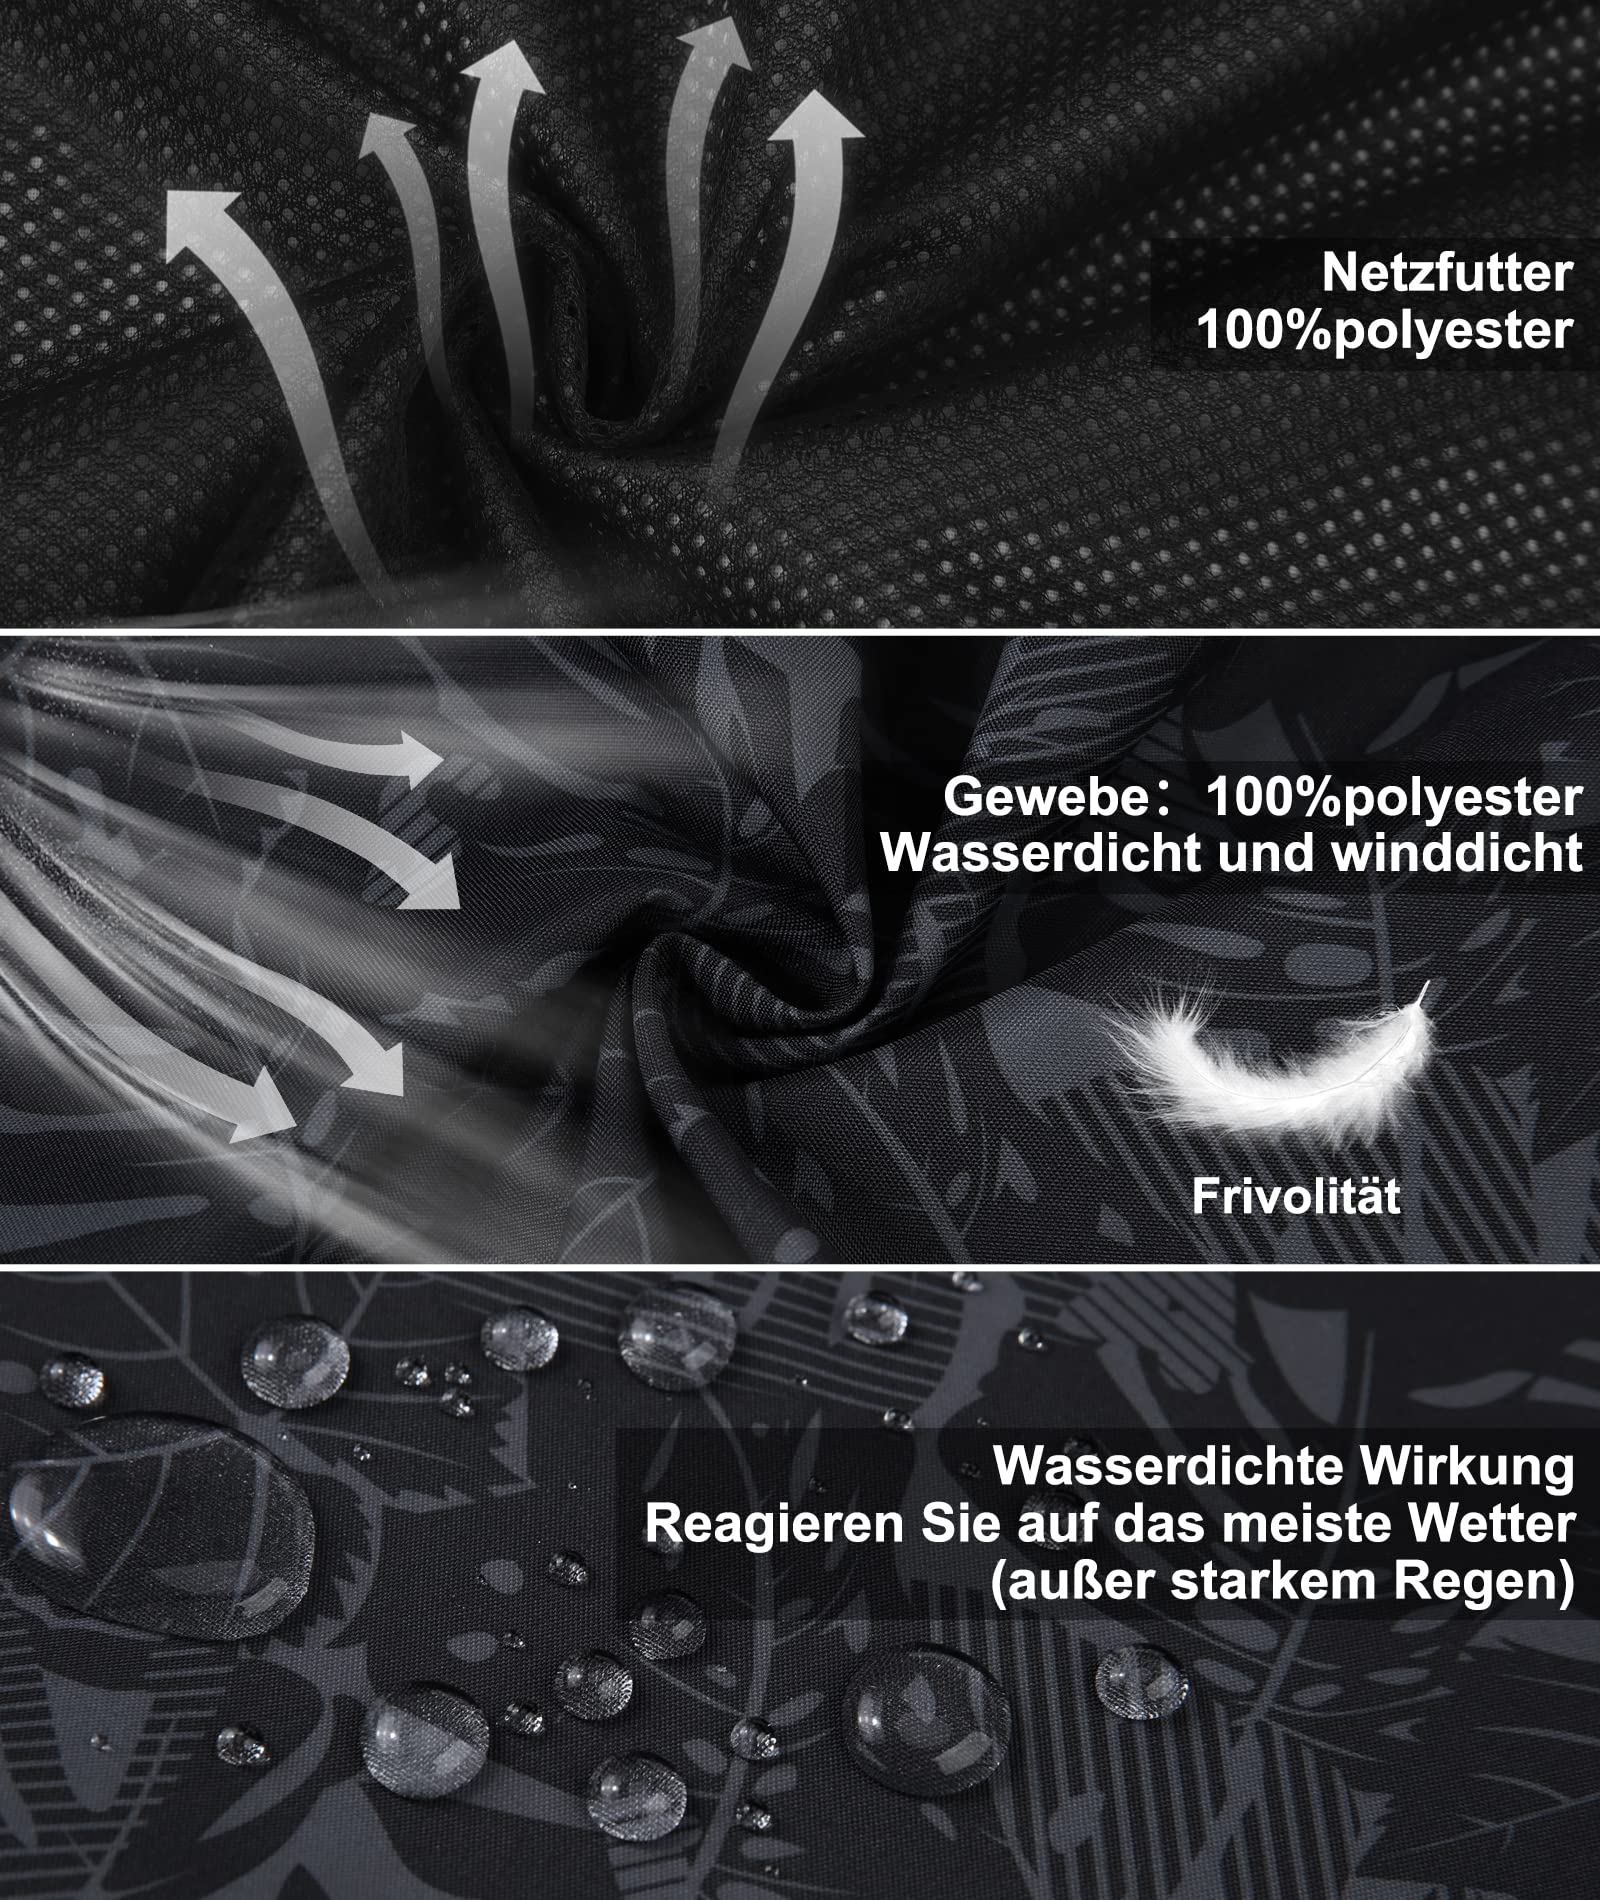 Netzfutter
100%polyester
Gewebe：100%polyester
Wasserdicht und winddicht
Frivolität
Wasserdichte Wirkung
Reagieren Sie auf das meiste Wetter
(außer starkem Regen)